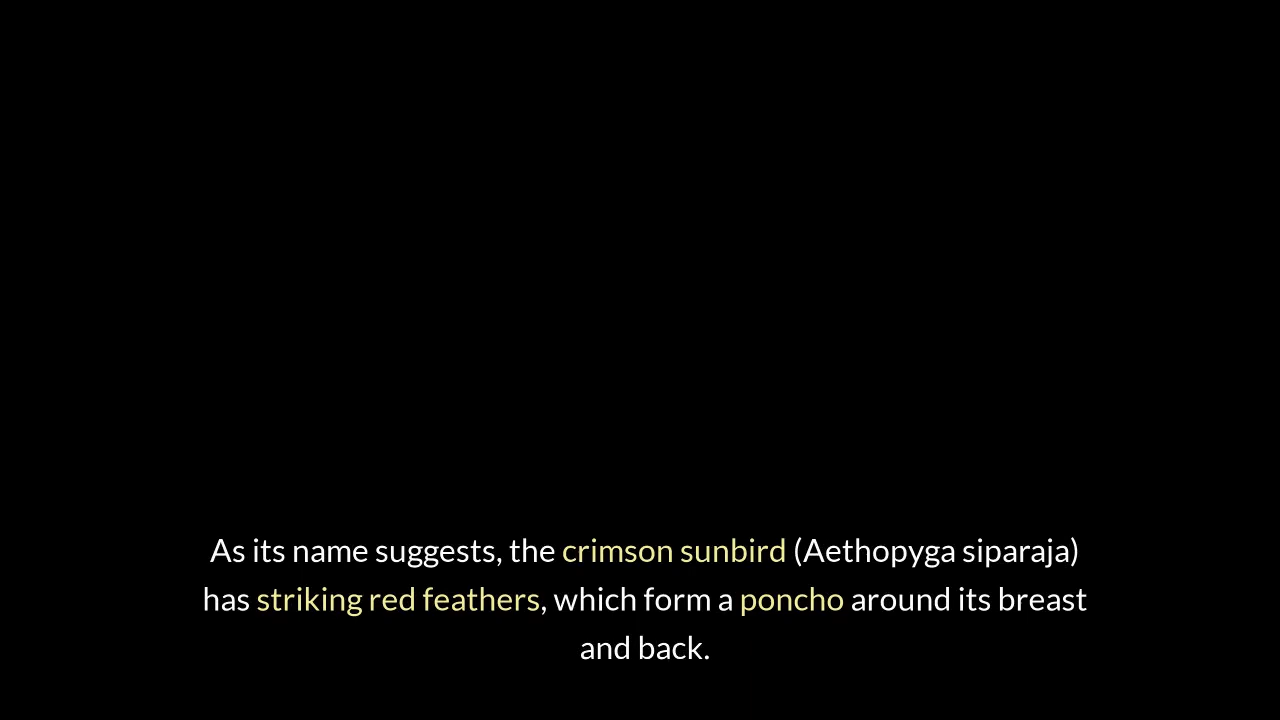 As its name suggests, the crimson sunbird (Aethopyga siparaja)
has striking red feathers, which form a poncho around its breast
and back.